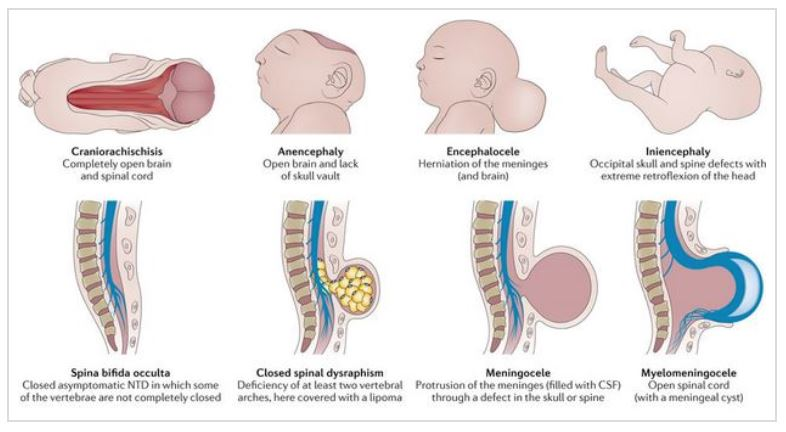 Craniorachischisis
Completely open brain
and spinal cord
Anencephaly
Open brain and lack
of skull vault
Encephalocele
Herniation of the meninges
(and brain)
Iniencephaly
Occipital skull and spine defects with
extreme retroflexion of the head
Spina bifida occulta
Closed asymptomatic NTD in which some
of the vertebrae are not completely closed
Closed spinal dysraphism
Deficiency of at least two vertebral
arches, here covered with a lipoma
Meningocele
Protrusion of the meninges (filled with CSF)
through a defect in the skull or spine
Myelomeningocele
Open spinal cord
(with a meningeal cyst)